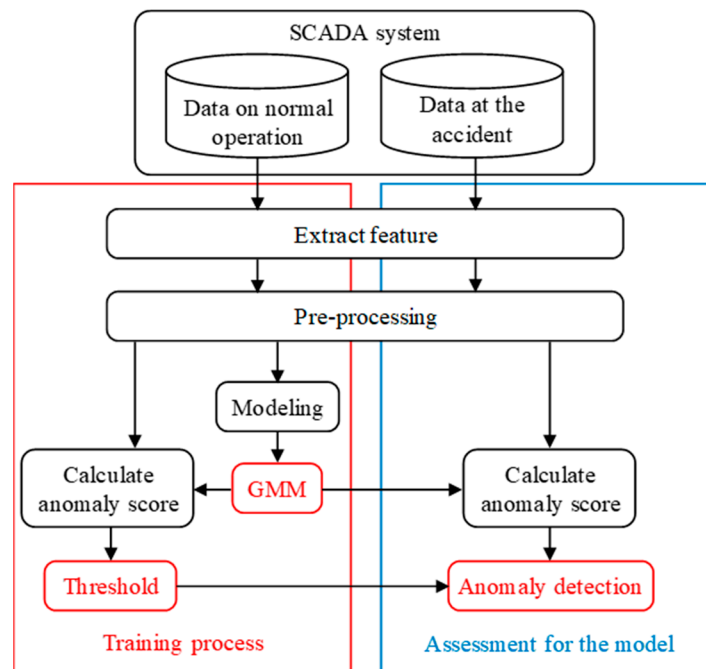 SCADA system
Data on normal
operation
Data at the
accident
Extract feature
Pre-processing
Modeling
Calculate
anomaly score
GMM
Calculate
anomaly score
Threshold
Anomaly detection
Training process
Assessment for the model